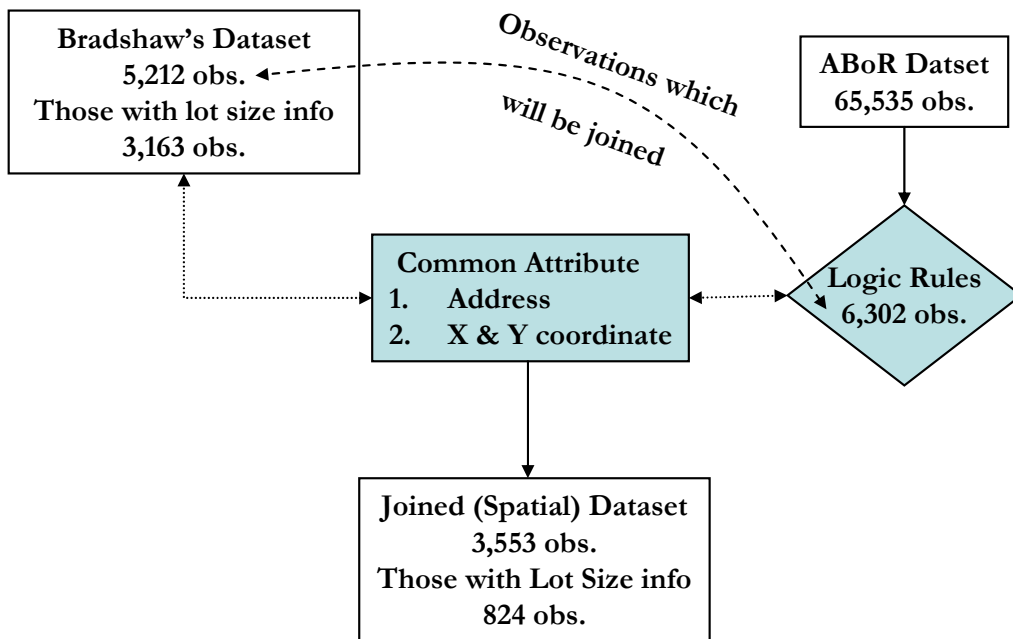 Bradshaw's Dataset
5,212 obs.
Those with lot size info
3,163 obs.
Observations which
will be joined
ABoR Datset
65,535 obs.
Logic Rules
6,302 obs.
Common Attribute
1. Address
2. X & Y coordinate
Joined (Spatial) Dataset
3,553 obs.
Those with Lot Size info
824 obs.